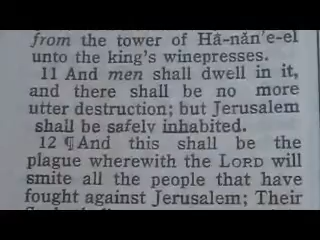 from the tower of Hă-năn'e-el
unto the king's winepresses.
11 And men shall dwell in it,
and there shall be no more
utter destruction; but Jerusalem
shall be safely inhabited.
12 ¶And this shall be the
plague wherewith the LORD will
smite all the people that have
fought against Jerusalem; Their